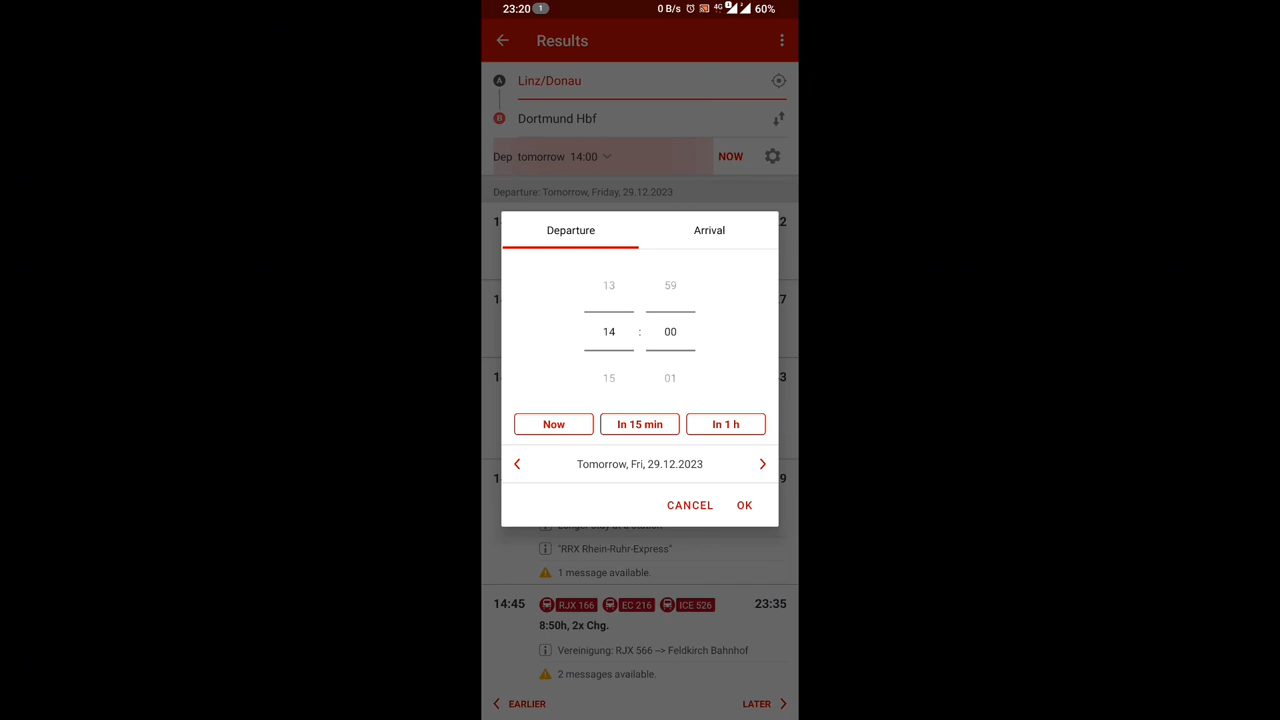 23:20 1 0 B/s 4G 60%
Results
A Linz/Donau
B Dortmund Hbf
Dep tomorrow 14:00 NOW
Departure: Tomorrow, Friday, 29.12.2023
Departure Arrival
13 59
14 : 00
15 01
Now In 15 min In 1 h
Tomorrow, Fri, 29.12.2023
CANCEL OK
"RRX Rhein-Ruhr-Express"
1 message available.
14:45 RJX 166 EC 216 ICE 526 23:35
8:50h, 2x Chg.
Vereinigung: RJX 566 --> Feldkirch Bahnhof
2 messages available.
EARLIER LATER